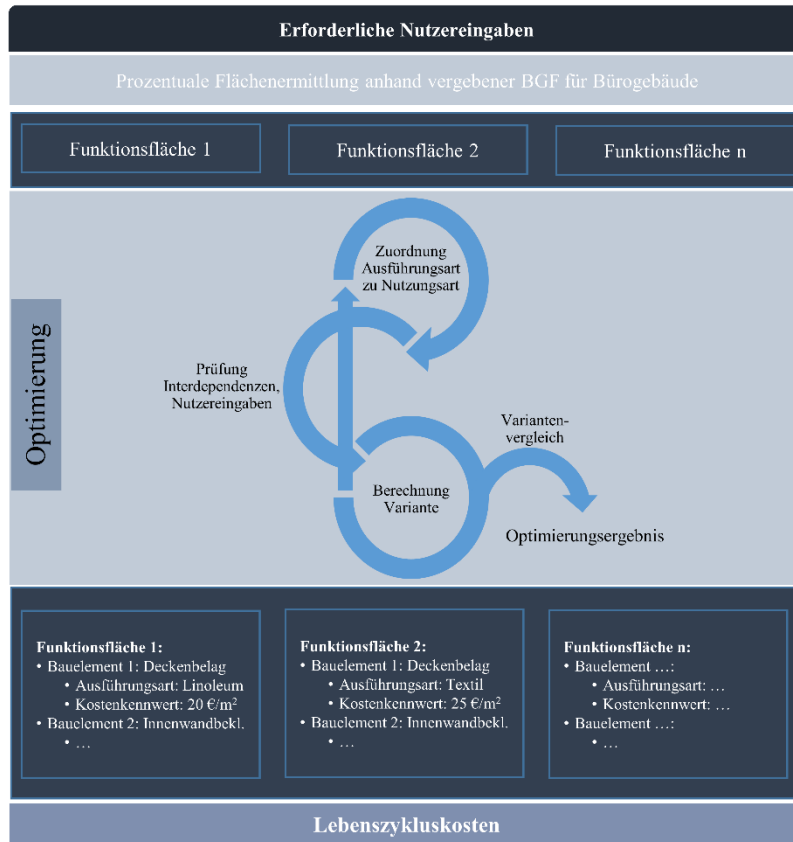 Erforderliche Nutzereingaben
Prozentuale Flächenermittlung anhand vergebener BGF für Bürogebäude
Funktionsfläche 1
Funktionsfläche 2
Funktionsfläche n
Optimierung
Zuordnung
Ausführungsart
zu Nutzungsart
Prüfung
Interdependenzen,
Nutzereingaben
Berechnung
Variante
Varianten-
vergleich
Optimierungsergebnis
Funktionsfläche 1:
• Bauelement 1: Deckenbelag
• Ausführungsart: Linoleum
• Kostenkennwert: 20 €/m²
• Bauelement 2: Innenwandbekl.
• …
Funktionsfläche 2:
• Bauelement 1: Deckenbelag
• Ausführungsart: Textil
• Kostenkennwert: 25 €/m²
• Bauelement 2: Innenwandbekl.
• …
Funktionsfläche n:
• Bauelement …:
• Ausführungsart: …
• Kostenkennwert: …
• Bauelement …:
• …
Lebenszykluskosten